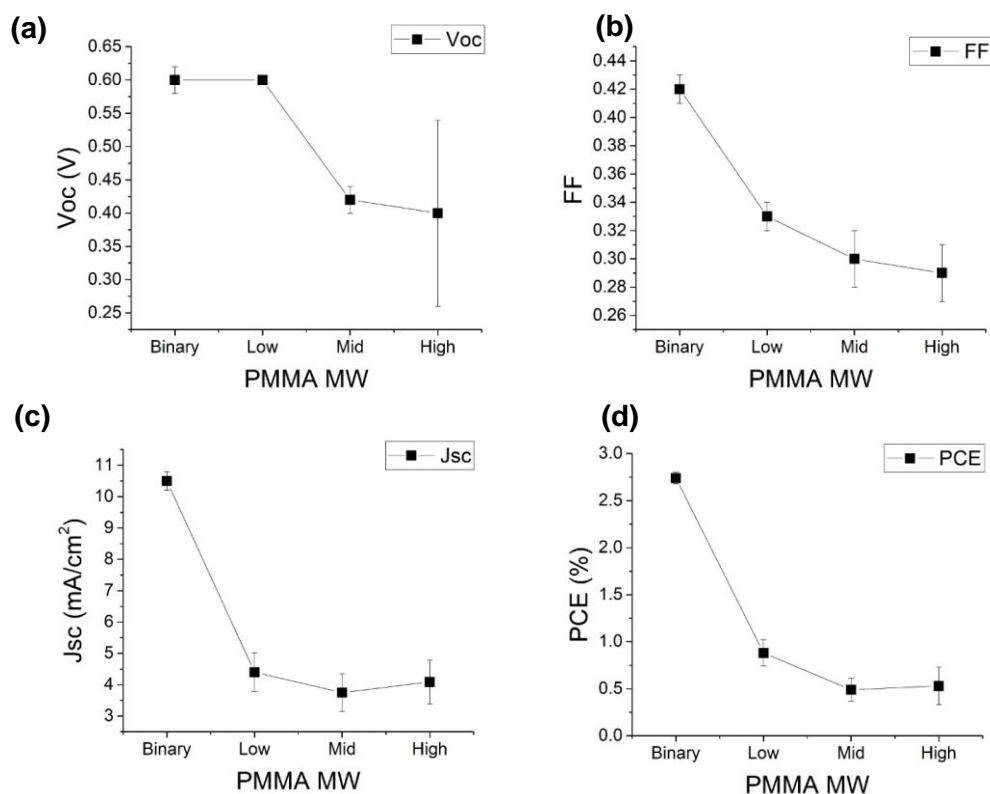 (a)
Voc
0.65
0.60
0.55
0.50
0.45
0.40
0.35
0.30
0.25
Voc (V)
Binary Low Mid High
PMMA MW
(b)
FF
0.44
0.42
0.40
0.38
0.36
0.34
0.32
0.30
0.28
0.26
FF
Binary Low Mid High
PMMA MW
(c)
Jsc
11
10
9
8
7
6
5
4
3
Jsc (mA/cm²)
Binary Low Mid High
PMMA MW
(d)
PCE
3.0
2.5
2.0
1.5
1.0
0.5
0.0
PCE (%)
Binary Low Mid High
PMMA MW